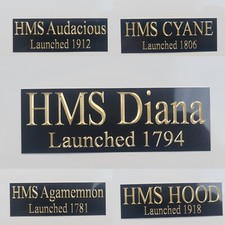 HMS Audacious
Launched 1912
HMS CYANE
Launched 1806
HMS Diana
Launched 1794
HMS Agamemnon
Launched 1781
HMS HOOD
Launched 1918